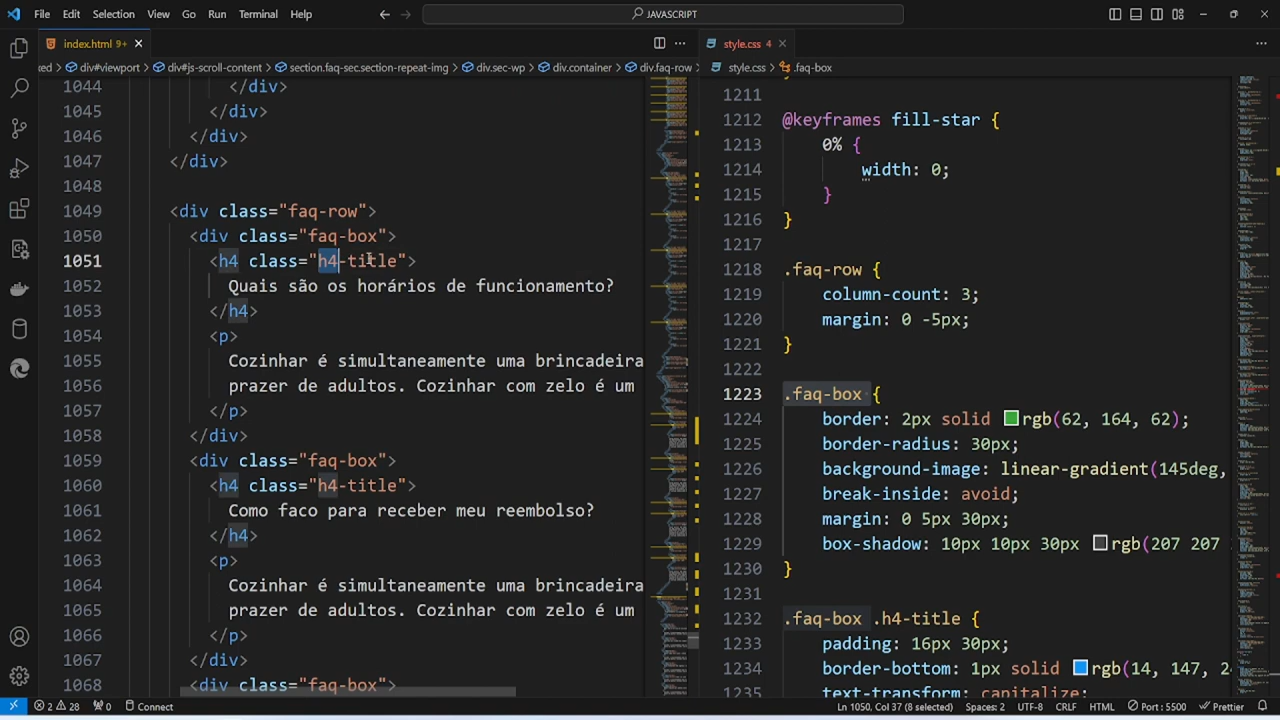 File Edit Selection View Go Run Terminal Help
JAVASCRIPT
index.html 9+
style.css 4
div#viewport > div#js-scroll-content > section.faq-sec.section-repeat-img > div.sec-wp > div.container > div.faq-row
style.css > .faq-box
1044 </div>
1045 </div>
1046 </div>
1047 </div>
1048
1049 <div class="faq-row">
1050 <div class="faq-box">
1051 <h4 class="h4-title">
1052 Quais são os horários de funcionamento?
1053 </h4>
1054 <p>
1055 Cozinhar é simultaneamente uma brincadeira
1056 prazer de adultos. Cozinhar com zelo é um
1057 </p>
1058 </div>
1059 <div class="faq-box">
1060 <h4 class="h4-title">
1061 Como faco para receber meu reembolso?
1062 </h4>
1063 <p>
1064 Cozinhar é simultaneamente uma brincadeira
1065 prazer de adultos. Cozinhar com zelo é um
1066 </p>
1067 </div>
1068 <div class="faq-box">
1211
1212 @keyframes fill-star {
1213 0% {
1214 width: 0;
1215 }
1216 }
1217
1218 .faq-row {
1219 column-count: 3;
1220 margin: 0 -5px;
1221 }
1222
1223 .faq-box {
1224 border: 2px solid rgb(62, 164, 62);
1225 border-radius: 30px;
1226 background-image: linear-gradient(145deg,
1227 break-inside: avoid;
1228 margin: 0 5px 30px;
1229 box-shadow: 10px 10px 30px rgb(207 207
1230 }
1231
1232 .faq-box .h4-title {
1233 padding: 16px 30px;
1234 border-bottom: 1px solid rgb(14, 147, 2
1235 text-transform: capitalize;
2 28 0 Connect
Ln 1050, Col 37 (8 selected) Spaces: 2 UTF-8 CRLF HTML Port : 5500 Prettier